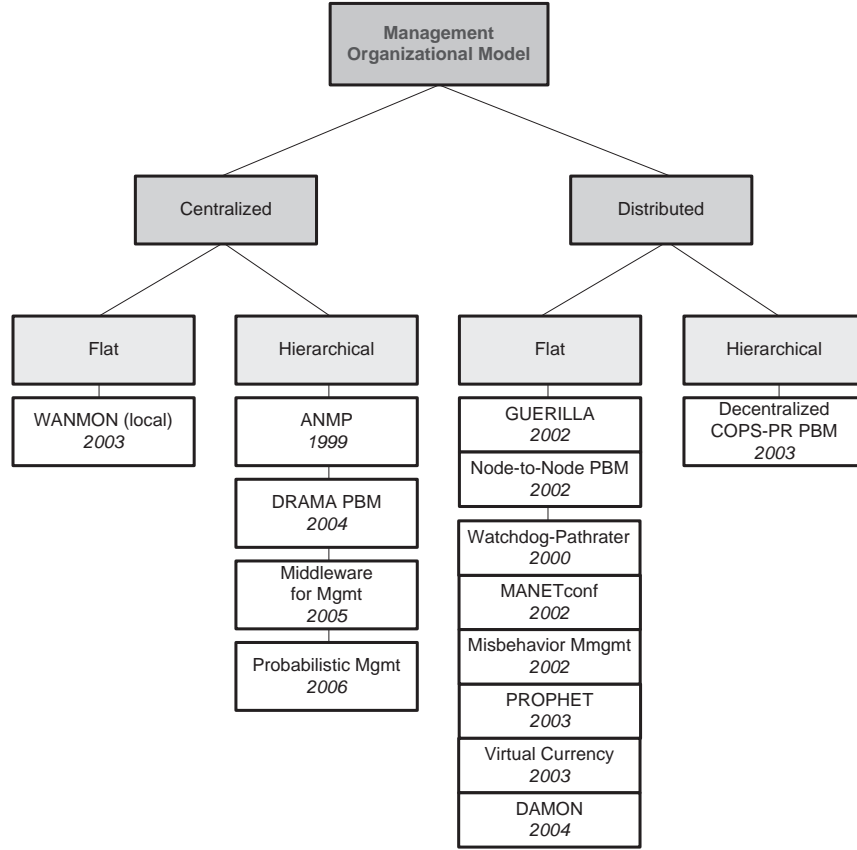 Management
Organizational Model
Centralized
Distributed
Flat
Hierarchical
Flat
Hierarchical
WANMON (local)
2003
ANMP
1999
DRAMA PBM
2004
Middleware
for Mgmt
2005
Probabilistic Mgmt
2006
GUERILLA
2002
Node-to-Node PBM
2002
Watchdog-Pathrater
2000
MANETconf
2002
Misbehavior Mmgmt
2002
PROPHET
2003
Virtual Currency
2003
DAMON
2004
Decentralized
COPS-PR PBM
2003